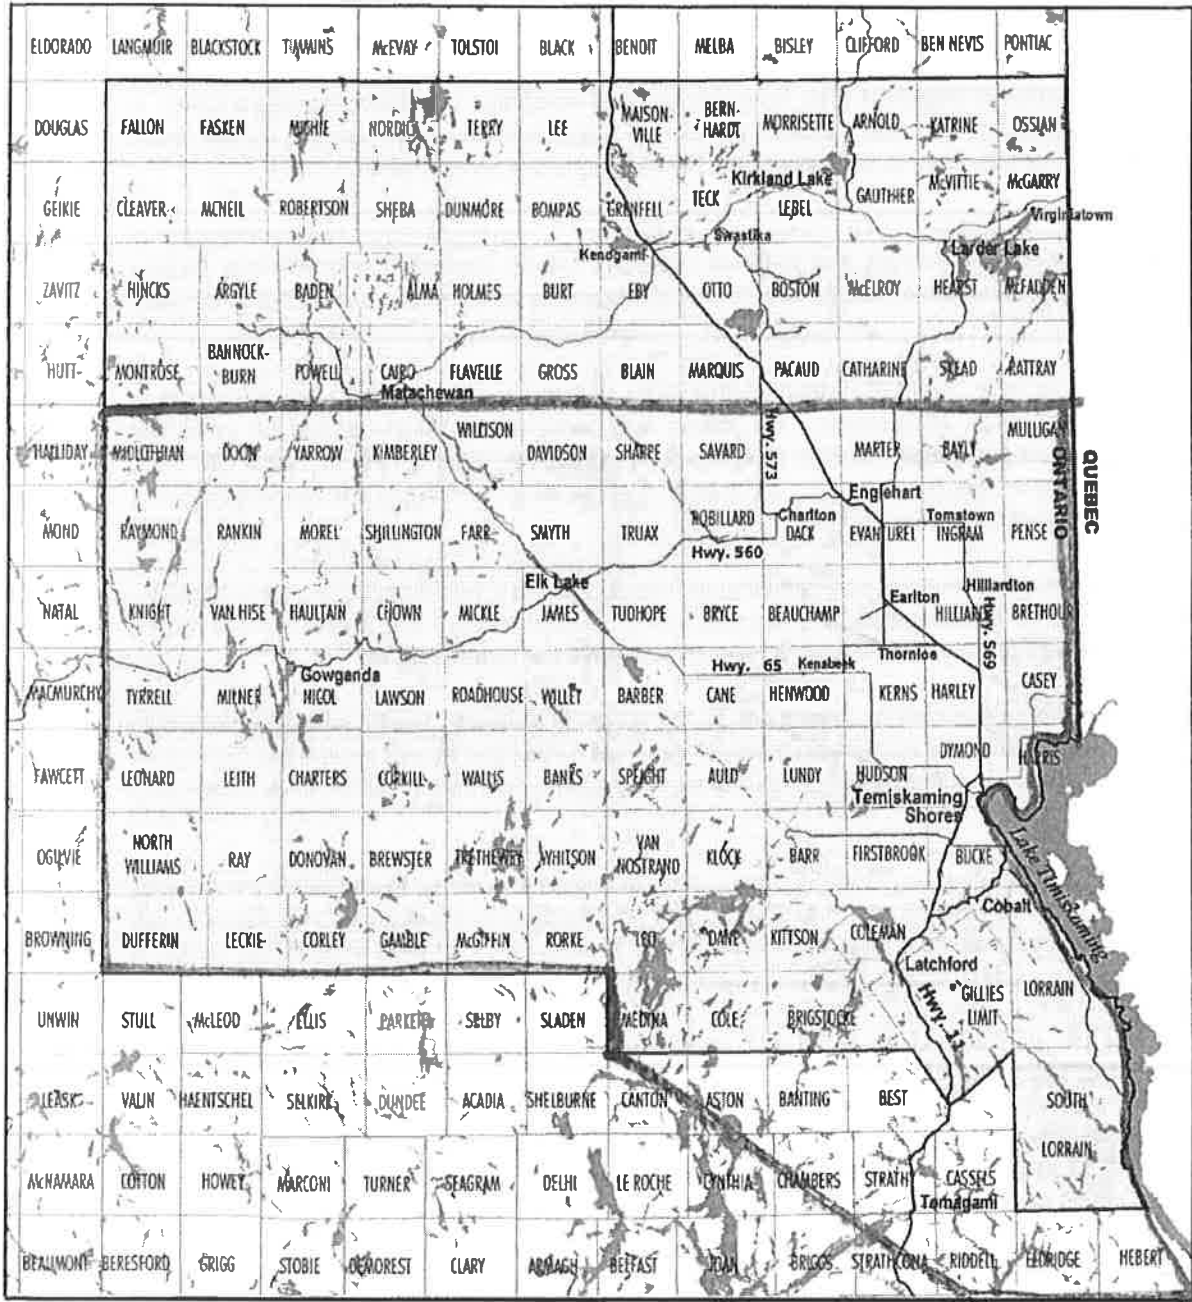 ELDORADO LANGMUIR BLACKSTOCK TIMMINS McEVAY TOLSTOI BLACK BENOIT MELBA BISLEY CLIFFORD BEN NEVIS PONTIAC
DOUGLAS FALLON FASKEN MICHIE NORDIC TERRY LEE MAISON- VILLE BERN- HARDT MORRISETTE ARNOLD KATRINE OSSIAN
Kirkland Lake
GEIKIE CLEAVER MCNEIL ROBERTSON SHEBA DUNMORE BOMPAS GRENFELL TECK LEBEL GAUTHIER McVITTIE McGARRY
Virginiatown
Swastika
Kenogami
Larder Lake
ZAVITZ HINCKS ARGYLE BADEN ALMA HOLMES BURT EBY OTTO BOSTON McELROY HEARST McFADDEN
HUTT MONTROSE BANNOCK- BURN POWELL CAIRO FLAVELLE GROSS BLAIN MARQUIS PACAUD CATHARINE SKEAD RATTRAY
Matachewan
HALLIDAY MIDLOTHIAN DOON YARROW KIMBERLEY WILLISON DAVIDSON SHARPE SAVARD Hwy. 573 MARTER BAYLY MULLIGAN
QUEBEC
ONTARIO
Englehart
MOND RAYMOND RANKIN MOREL SHILLINGTON FARR SMYTH TRUAX ROBILLARD Charlton DACK EVANTUREL Tomstown INGRAM PENSE
Hwy. 560
Elk Lake
Hilliardton
Earlton
NATAL KNIGHT VAN HISE HAULTAIN CHOWN MICKLE JAMES TUDHOPE BRYCE BEAUCHAMP HILLIARD Hwy. 569 BRETHOUR
Thornloe
Hwy. 65 Kenabeek
Gowganda
MACMURCHY TYRRELL MILNER NICOL LAWSON ROADHOUSE WILLET BARBER CANE HENWOOD KERNS HARLEY CASEY
DYMOND HARRIS
FAWCETT LEONARD LEITH CHARTERS CORKILL WALLIS BANKS SPEIGHT AULD LUNDY HUDSON
Temiskaming
Shores
OGILVIE NORTH WILLIAMS RAY DONOVAN BREWSTER TRETHEWEY WHITSON VAN NOSTRAND KLOCK BARR FIRSTBROOK BUCKE
Lake Timiskaming
Cobalt
BROWNING DUFFERIN LECKIE CORLEY GAMBLE McGIFFIN RORKE LEO DANE KITTSON COLEMAN
Latchford
Hwy. 11
UNWIN STULL McLEOD ELLIS PARKER SELBY SLADEN MEDINA COLE BRIGSTOCKE GILLIES LIMIT LORRAIN
LEASK VALIN HAENTSCHEL SELKIRK DUNDEE ACADIA SHELBURNE CANTON ASTON BANTING BEST SOUTH
LORRAIN
McNAMARA COTTON HOWEY MARCONI TURNER SEAGRAM DELHI LE ROCHE CYNTHIA CHAMBERS STRATHY CASSELS
Temagami
BEAUMONT BERESFORD GRIGG STOBIE DEMOREST CLARY ARMAGH BELFAST JOAN BRIGGS STRATHCONA RIDDELL ELDRIDGE HEBERT